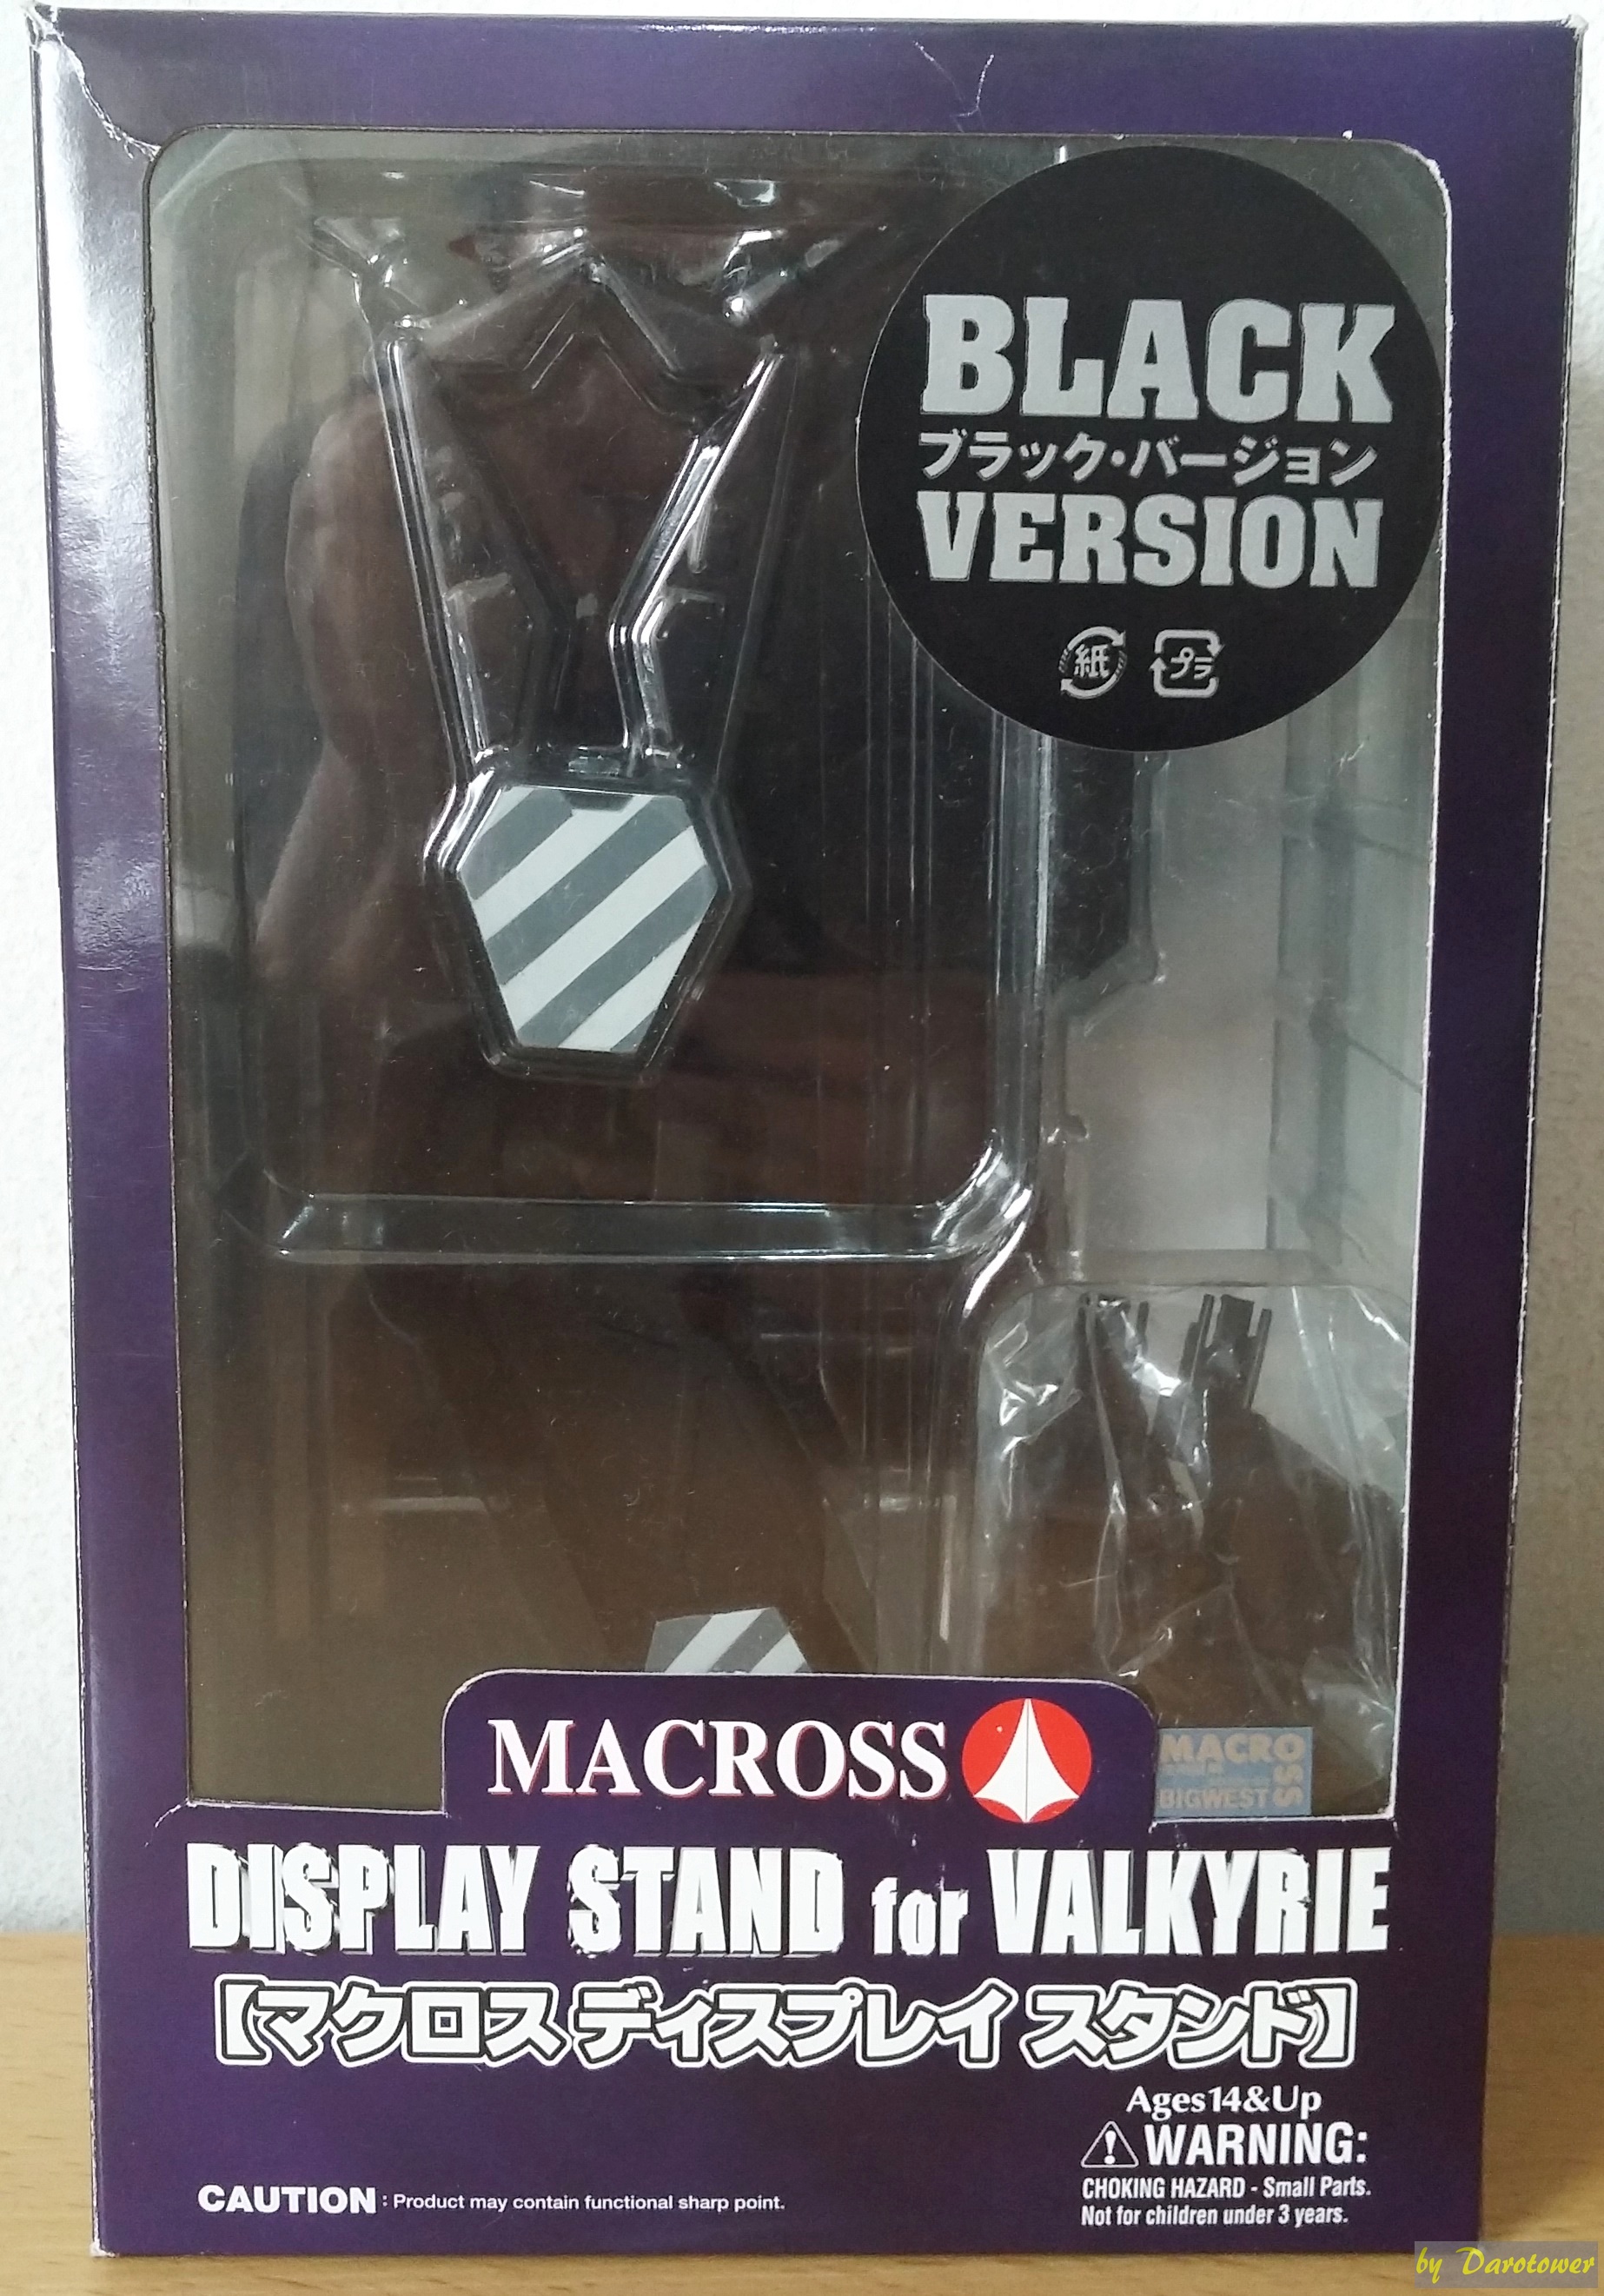 BLACK
ブラック・バージョン
VERSION
紙 プラ
MACROSS
MACROSS
BIGWEST
DISPLAY STAND for VALKYRIE
【マクロス ディスプレイ スタンド】
Ages14&Up
WARNING:
CHOKING HAZARD - Small Parts.
Not for children under 3 years.
CAUTION : Product may contain functional sharp point.
by Darotower